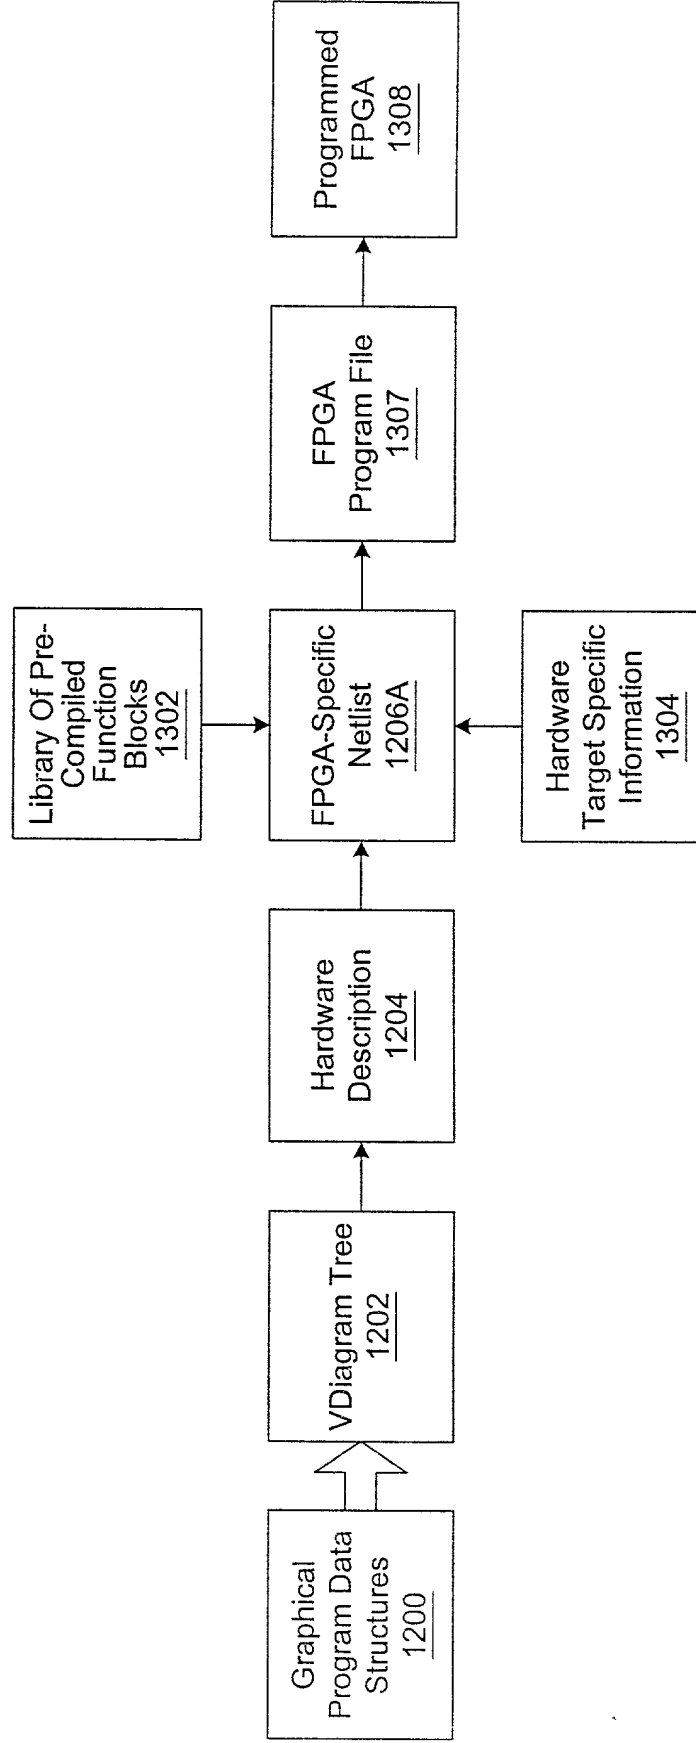 Graphical
Program Data
Structures
1200
VDiagram Tree
1202
Hardware
Description
1204
Library Of Pre-
Compiled
Function
Blocks
1302
FPGA-Specific
Netlist
1206A
Hardware
Target Specific
Information
1304
FPGA
Program File
1307
Programmed
FPGA
1308